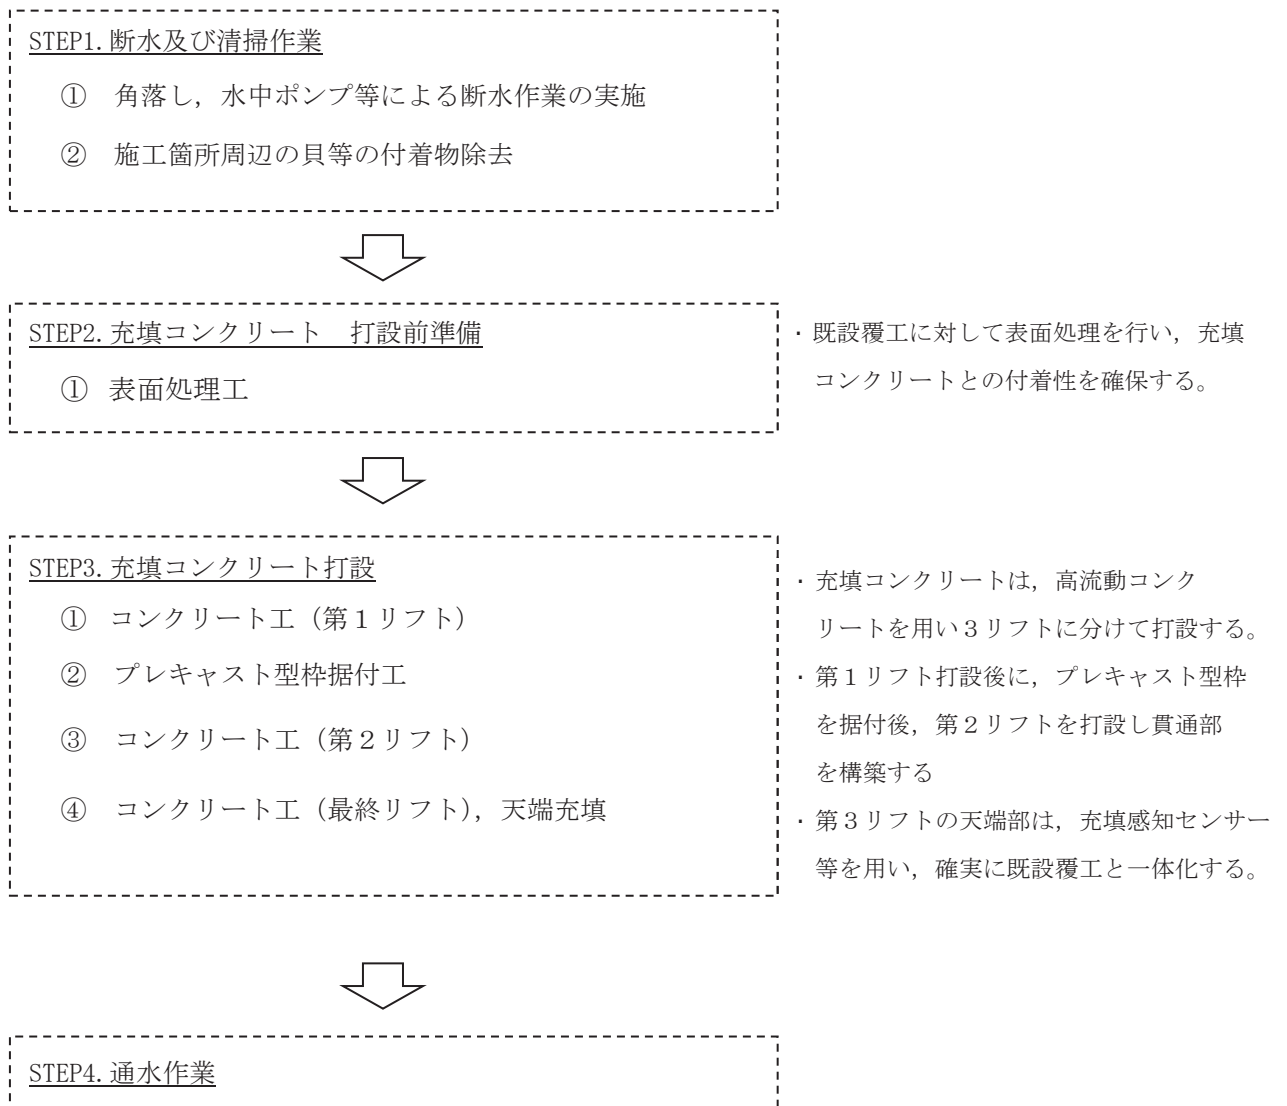 STEP1.断水及び清掃作業
① 角落し，水中ポンプ等による断水作業の実施
② 施工箇所周辺の貝等の付着物除去
STEP2.充填コンクリート　打設前準備
① 表面処理工
・既設覆工に対して表面処理を行い，充填
コンクリートとの付着性を確保する。
STEP3.充填コンクリート打設
① コンクリート工（第１リフト）
② プレキャスト型枠据付工
③ コンクリート工（第２リフト）
④ コンクリート工（最終リフト），天端充填
・充填コンクリートは，高流動コンク
リートを用い３リフトに分けて打設する。
・第１リフト打設後に，プレキャスト型枠
を据付後，第２リフトを打設し貫通部
を構築する
・第３リフトの天端部は，充填感知センサー
等を用い，確実に既設覆工と一体化する。
STEP4.通水作業